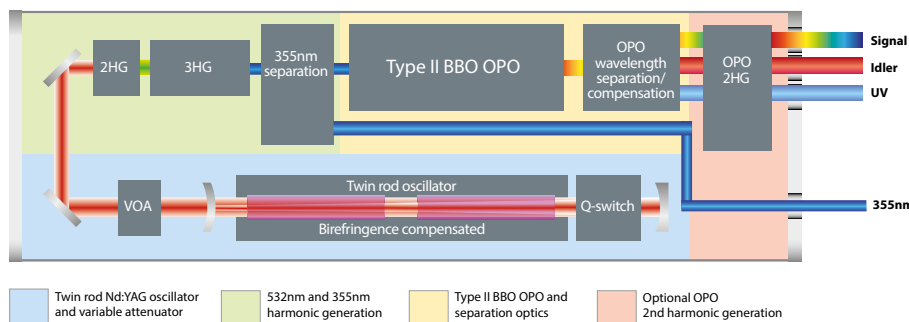 2HG
3HG
355nm
separation
Type II BBO OPO
OPO
wavelength
separation/
compensation
OPO
2HG
Signal
Idler
UV
VOA
Twin rod oscillator
Birefringence compensated
Q-switch
355nn
Twin rod Nd:YAG oscillator
and variable attenuator
532nm and 355nm
harmonic generation
Type II BBO OPO and
separation optics
Optional OPO
2nd harmonic generation